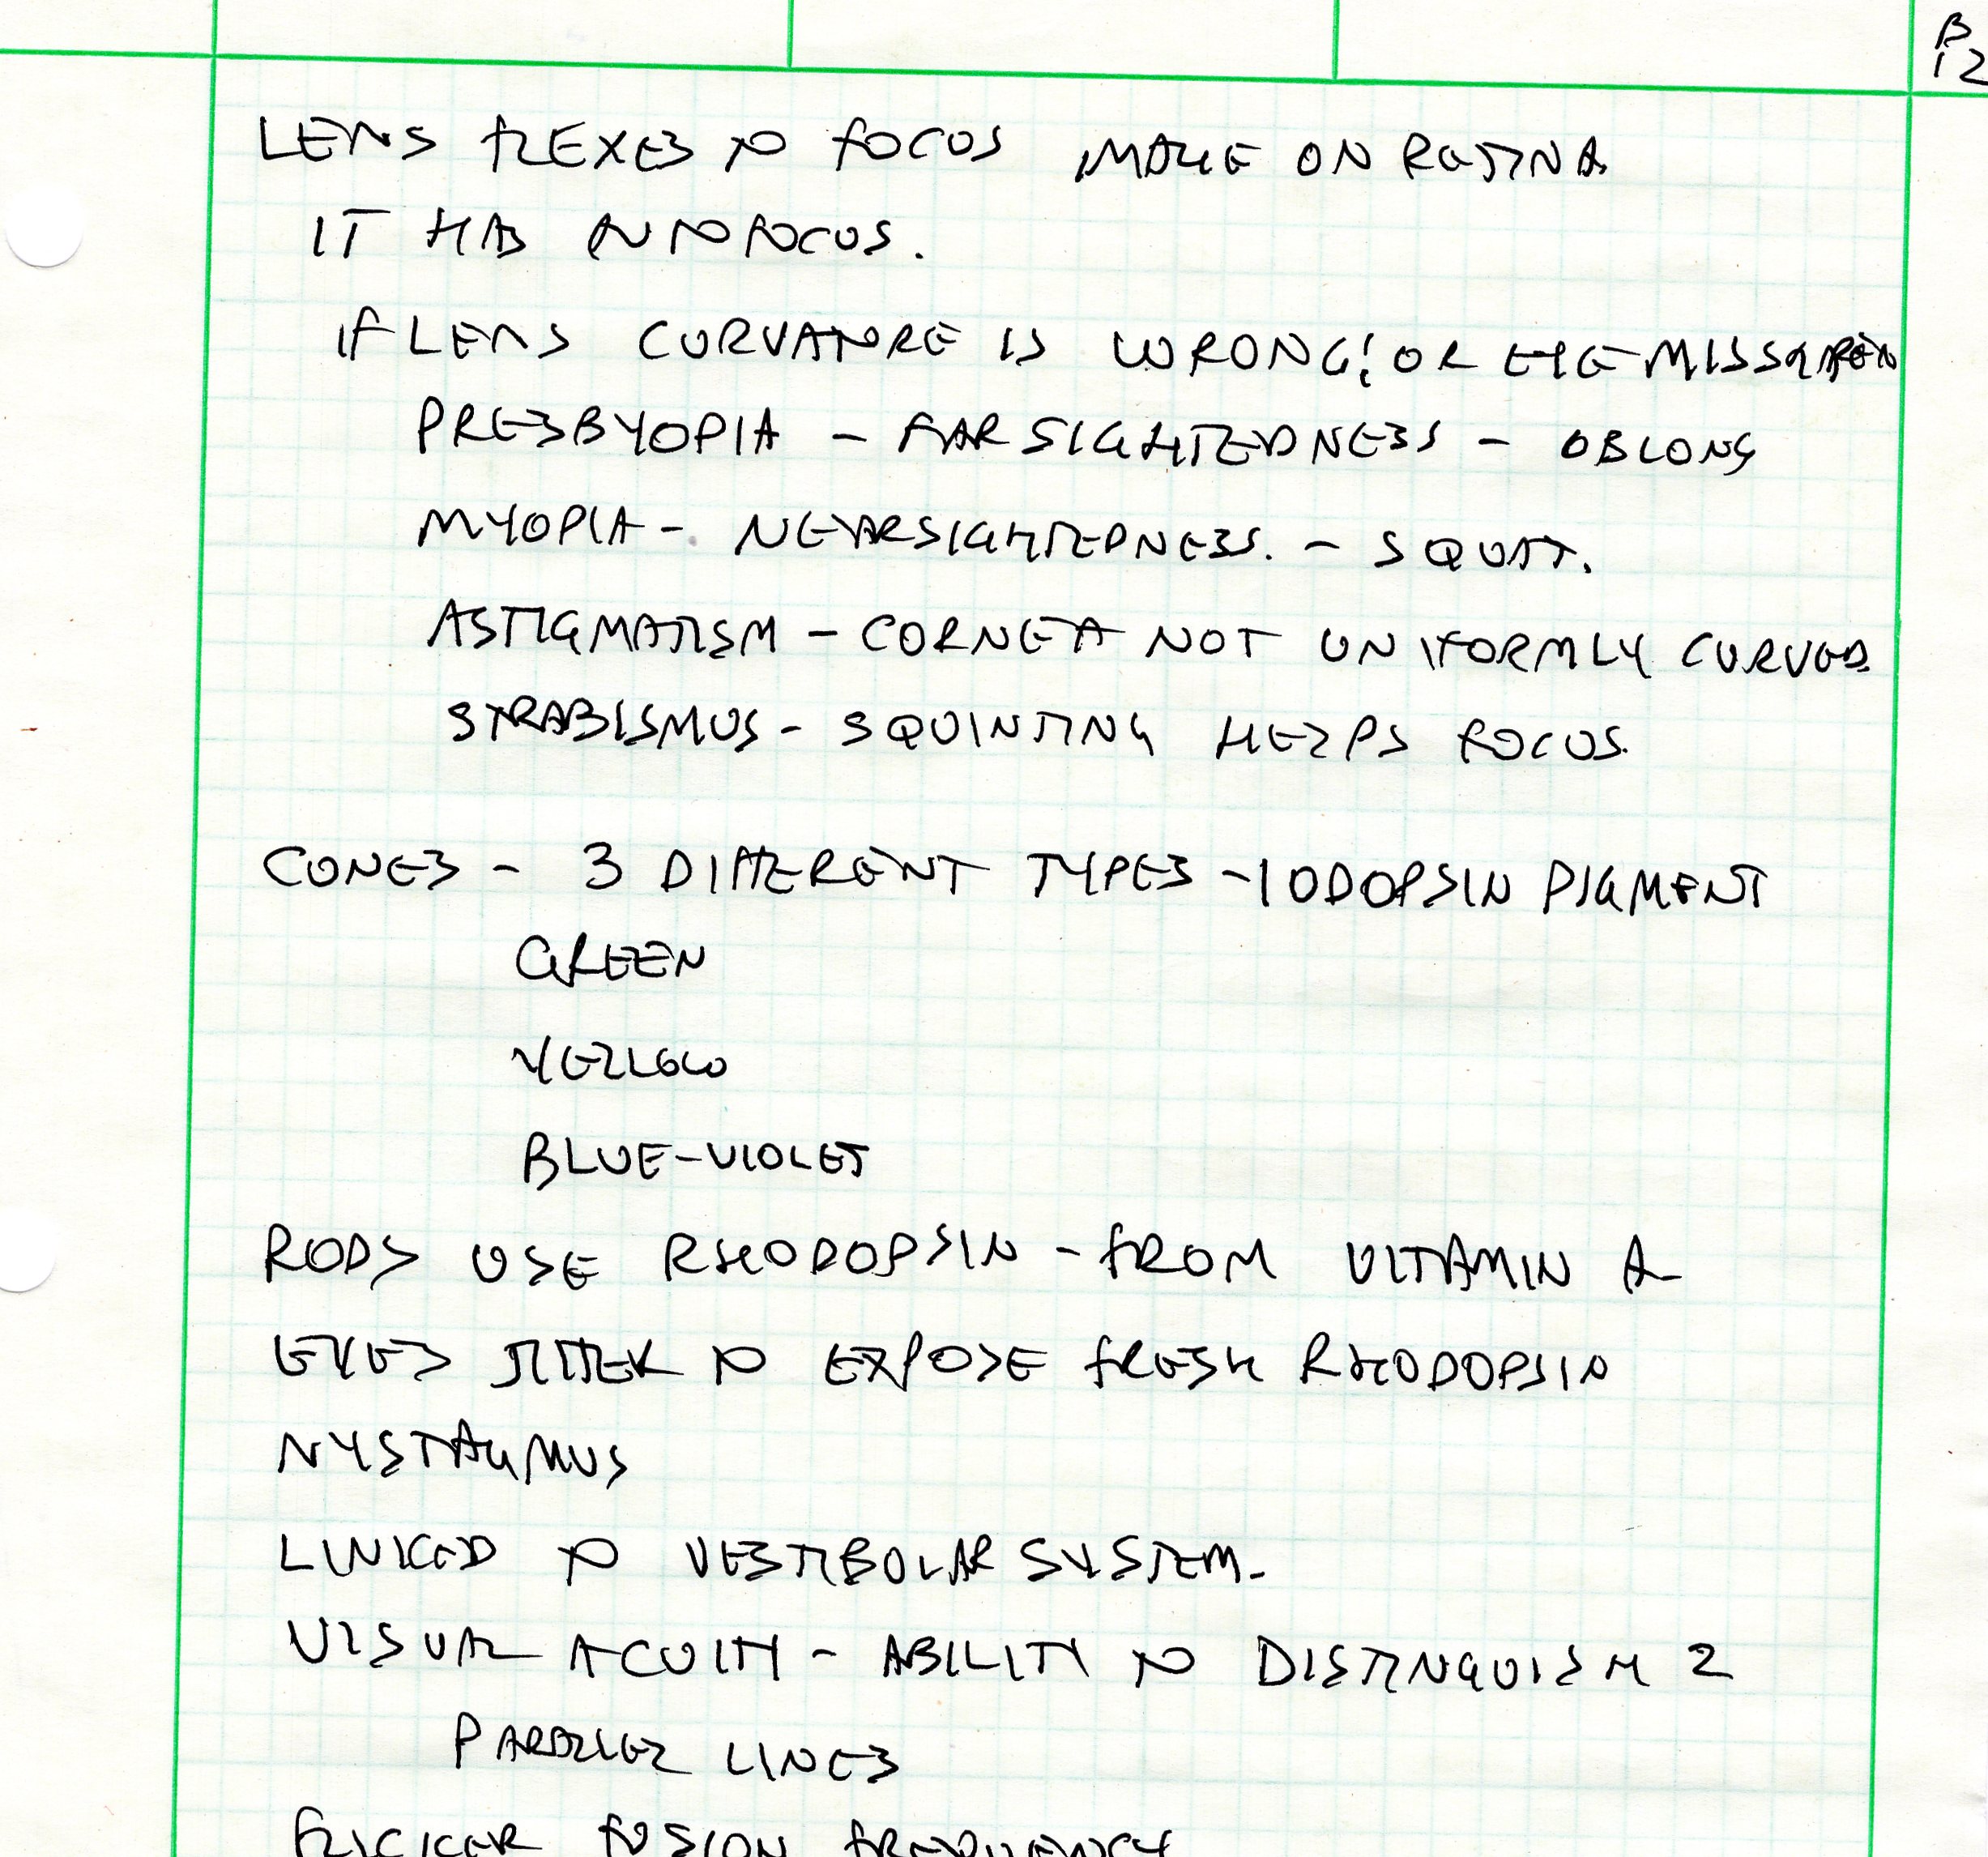 B
12
LENS FLEXES TO FOCUS IMAGE ON RETINA
IT HAS AUTOFOCUS.
IF LENS CURVATURE IS WRONG! OR EYE MISSHAPEN
PRESBYOPIA - FARSIGHTEDNESS - OBLONG
MYOPIA - NEARSIGHTEDNESS. - SQUAT.
ASTIGMATISM - CORNEA NOT UNIFORMLY CURVED
STRABISMUS - SQUINTING HELPS FOCUS
CONES - 3 DIFFERENT TYPES - IODOPSIN PIGMENT
GREEN
YELLOW
BLUE-VIOLET
RODS USE RHODOPSIN - FROM VITAMIN A
EYES JITTER TO EXPOSE FRESH RHODOPSIN
NYSTAGMUS
LINKED TO VESTIBULAR SYSTEM.
VISUAL ACUITY - ABILITY TO DISTINGUISH 2
PARALLEL LINES
FLICKER FUSION FREQUENCY